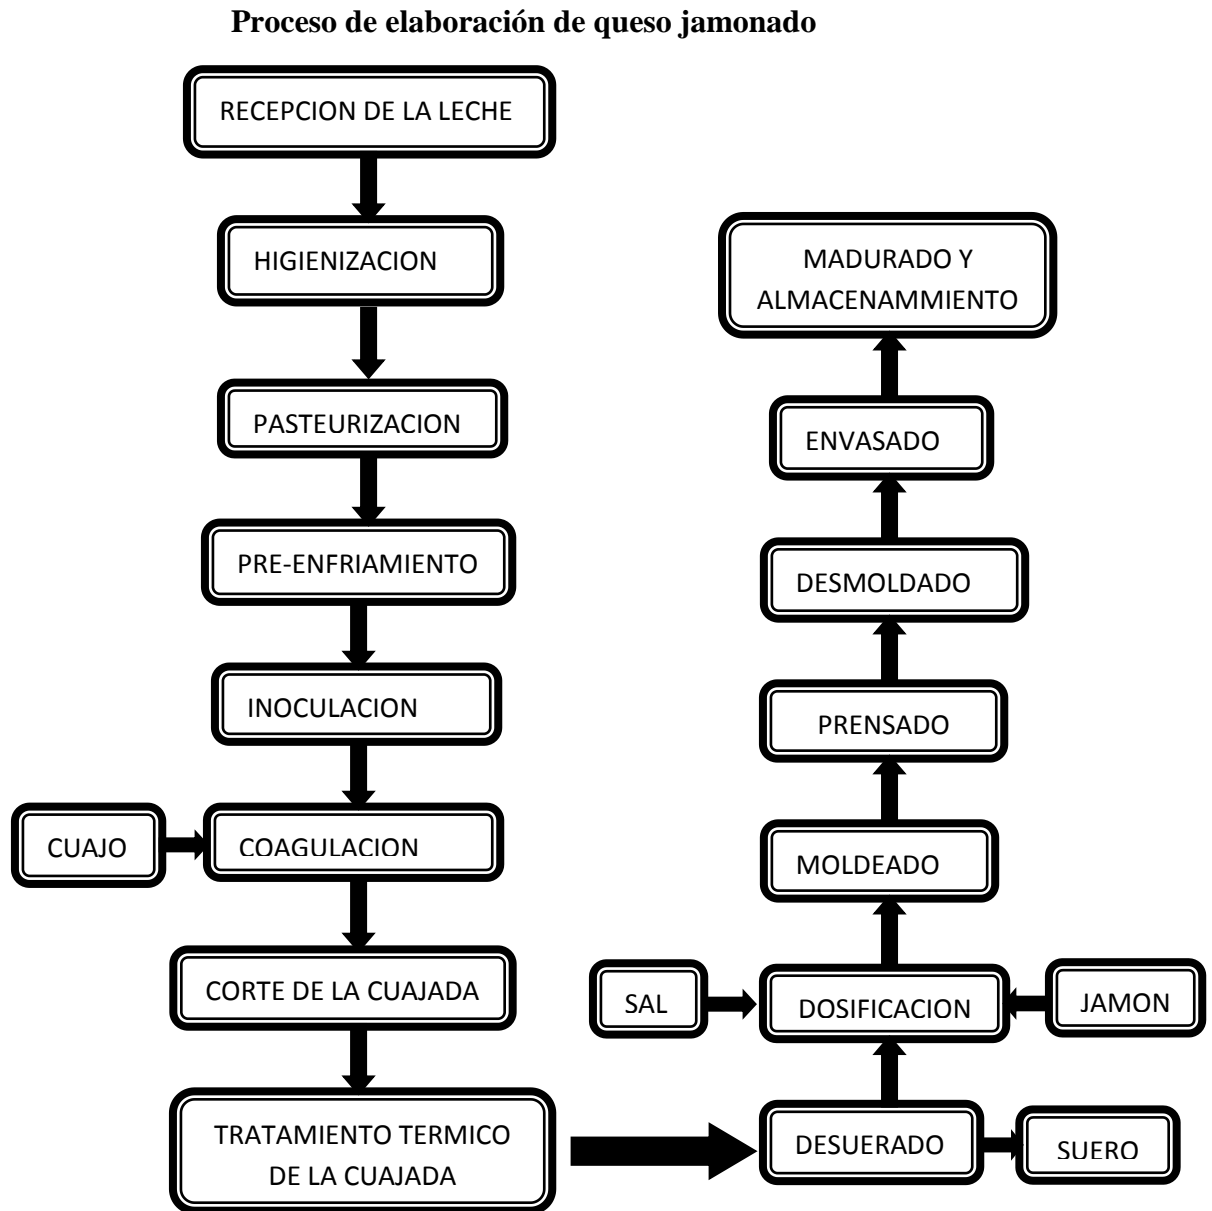 Proceso de elaboración de queso jamonado
RECEPCION DE LA LECHE
HIGIENIZACION
PASTEURIZACION
PRE-ENFRIAMIENTO
INOCULACION
CUAJO
COAGULACION
CORTE DE LA CUAJADA
TRATAMIENTO TERMICO
DE LA CUAJADA
DESUERADO
SUERO
SAL
DOSIFICACION
JAMON
MOLDEADO
PRENSADO
DESMOLDADO
ENVASADO
MADURADO Y
ALMACENAMMIENTO